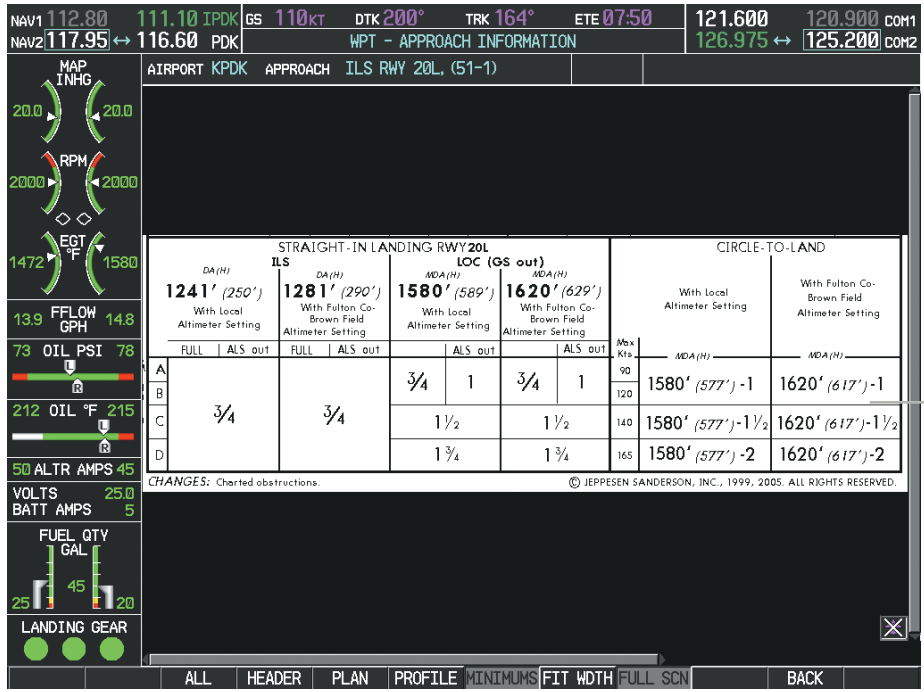 NAV1 112.80 111.10 IPDK GS 110KT DTK 200° TRK 164° ETE 07:50 121.600 120.900 COM1
NAV2 117.95 ↔ 116.60 PDK WPT - APPROACH INFORMATION 126.975 ↔ 125.200 COM2
AIRPORT KPDK APPROACH ILS RWY 20L, (51-1)
MAP
INHG
20.0 20.0
RPM
2000 2000
EGT
°F
1472 1580
13.9 FFLOW 14.8
GPH
73 OIL PSI 78
L
R
212 OIL °F 215
L
R
50 ALTR AMPS 45
VOLTS 25.0
BATT AMPS 5
FUEL QTY
GAL
45
25 20
LANDING GEAR
STRAIGHT-IN LANDING RWY 20L CIRCLE-TO-LAND
ILS LOC (GS out)
DA(H) DA(H) MDA(H) MDA(H)
1241' (250') 1281' (290') 1580' (589') 1620' (629')
With Local With Fulton Co- With Local With Fulton Co- With Local With Fulton Co-
Altimeter Setting Brown Field Altimeter Setting Brown Field Altimeter Setting Brown Field
Altimeter Setting Altimeter Setting Altimeter Setting
FULL ALS out FULL ALS out ALS out ALS out Max Kts MDA(H) MDA(H)
A 3/4 3/4 3/4 1 3/4 1 90 1580' (577') -1 1620' (617') -1
B 120
C 1 1/2 1 1/2 140 1580' (577') -1 1/2 1620' (617') -1 1/2
D 1 3/4 1 3/4 165 1580' (577') -2 1620' (617') -2
CHANGES: Charted obstructions. © JEPPESEN SANDERSON, INC., 1999, 2005. ALL RIGHTS RESERVED.
ALL HEADER PLAN PROFILE MINIMUMS FIT WDTH FULL SCN BACK